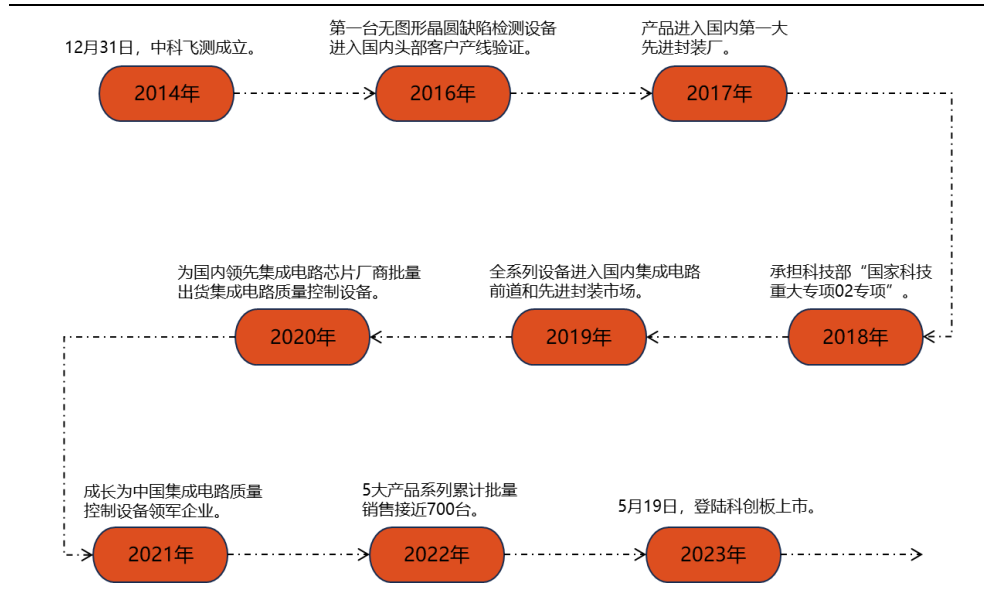 12月31日，中科飞测成立。
2014年
第一台无图形晶圆缺陷检测设备
进入国内头部客户产线验证。
2016年
产品进入国内第一大
先进封装厂。
2017年
承担科技部“国家科技
重大专项02专项”。
2018年
全系列设备进入国内集成电路
前道和先进封装市场。
2019年
为国内领先集成电路芯片厂商批量
出货集成电路质量控制设备。
2020年
成长为中国集成电路质量
控制设备领军企业。
2021年
5大产品系列累计批量
销售接近700台。
2022年
5月19日，登陆科创板上市。
2023年